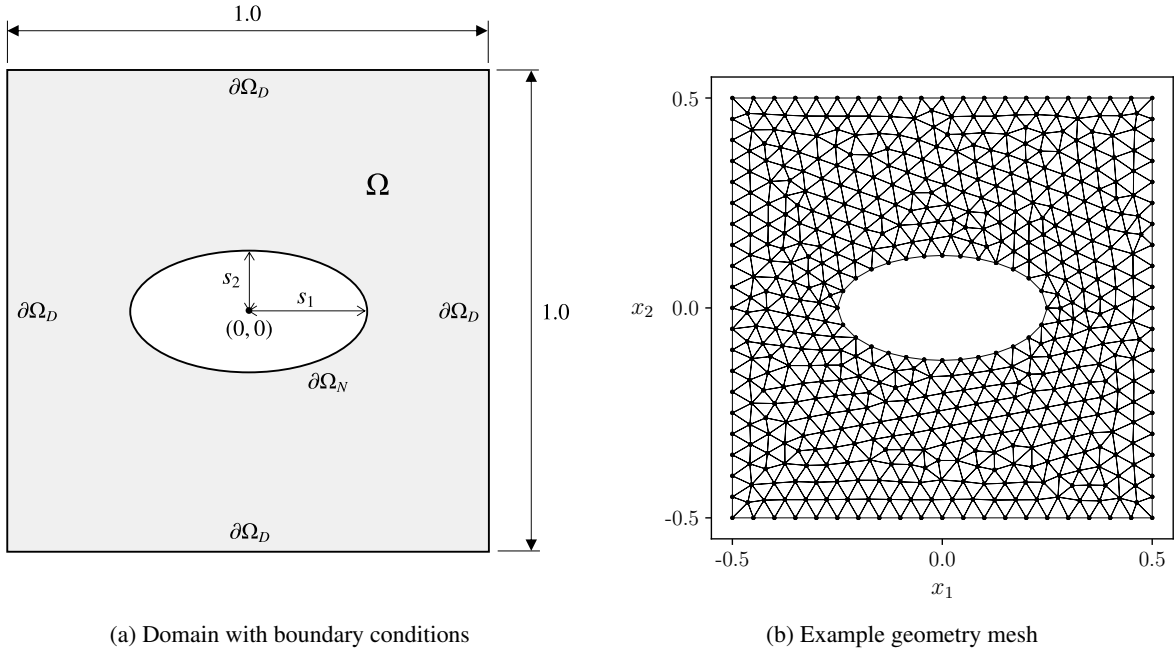 1.0
∂Ω_D
Ω
s_2
s_1
∂Ω_D
(0, 0)
∂Ω_D
1.0
∂Ω_N
∂Ω_D
(a) Domain with boundary conditions
0.5
x_2
0.0
-0.5
-0.5
0.0
0.5
x_1
(b) Example geometry mesh